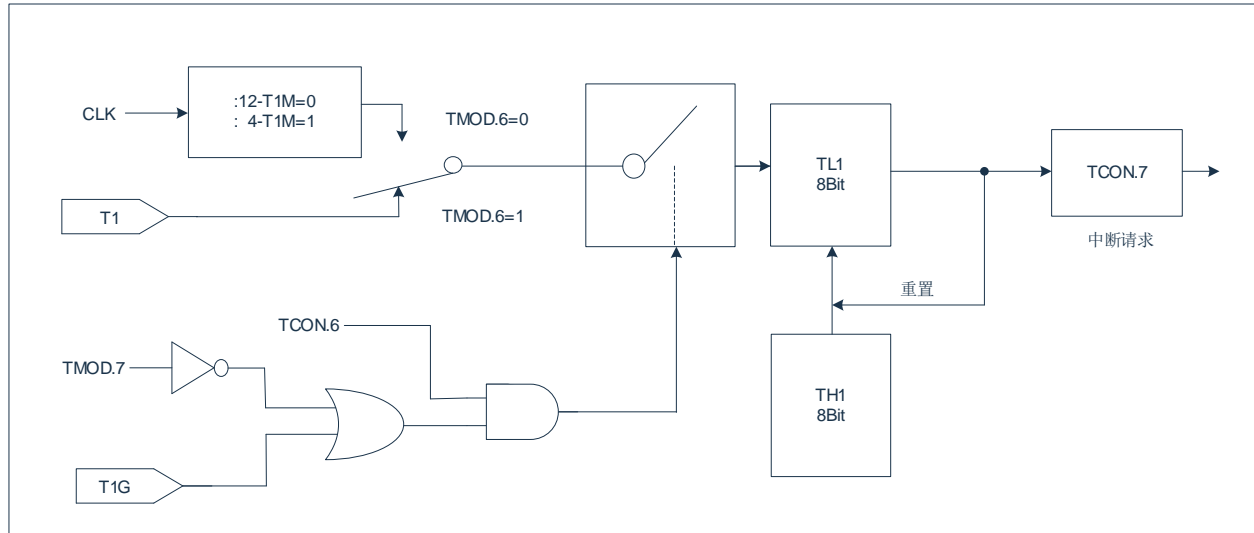 CLK
:12-T1M=0
: 4-T1M=1
TMOD.6=0
T1
TMOD.6=1
TL1
8Bit
TCON.7
中断请求
重置
TCON.6
TMOD.7
TH1
8Bit
T1G